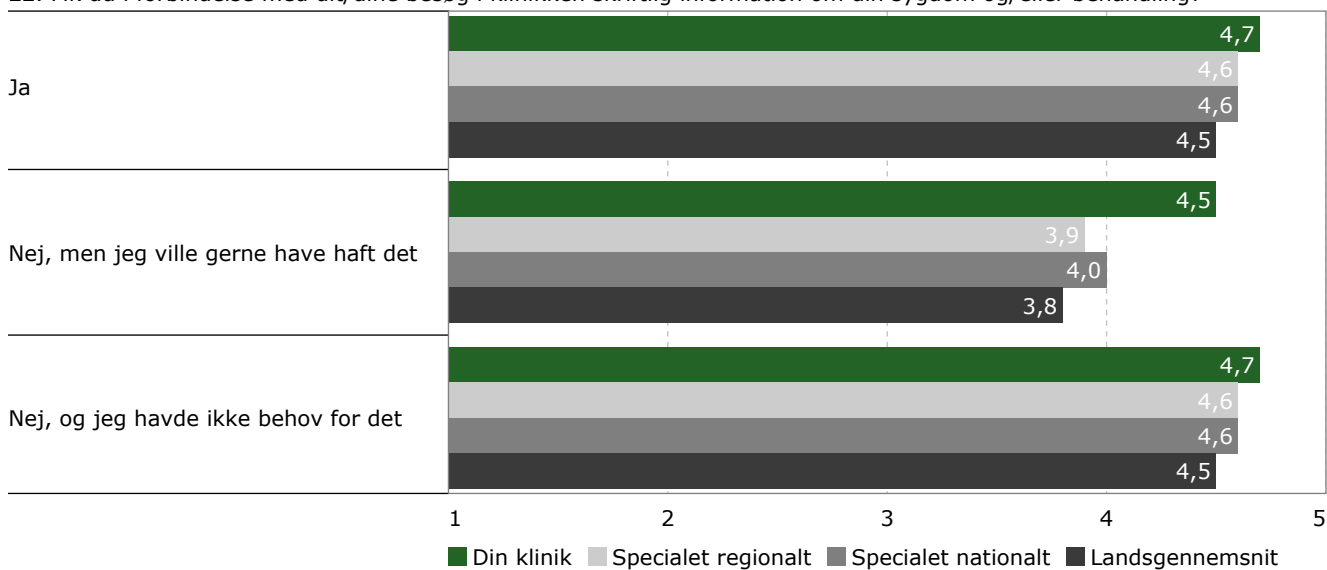 Ja
4,7
4,6
4,6
4,5
Nej, men jeg ville gerne have haft det
4,5
3,9
4,0
3,8
Nej, og jeg havde ikke behov for det
4,7
4,6
4,6
4,5
1 2 3 4 5
Din klinik Specialet regionalt Specialet nationalt Landsgennemsnit